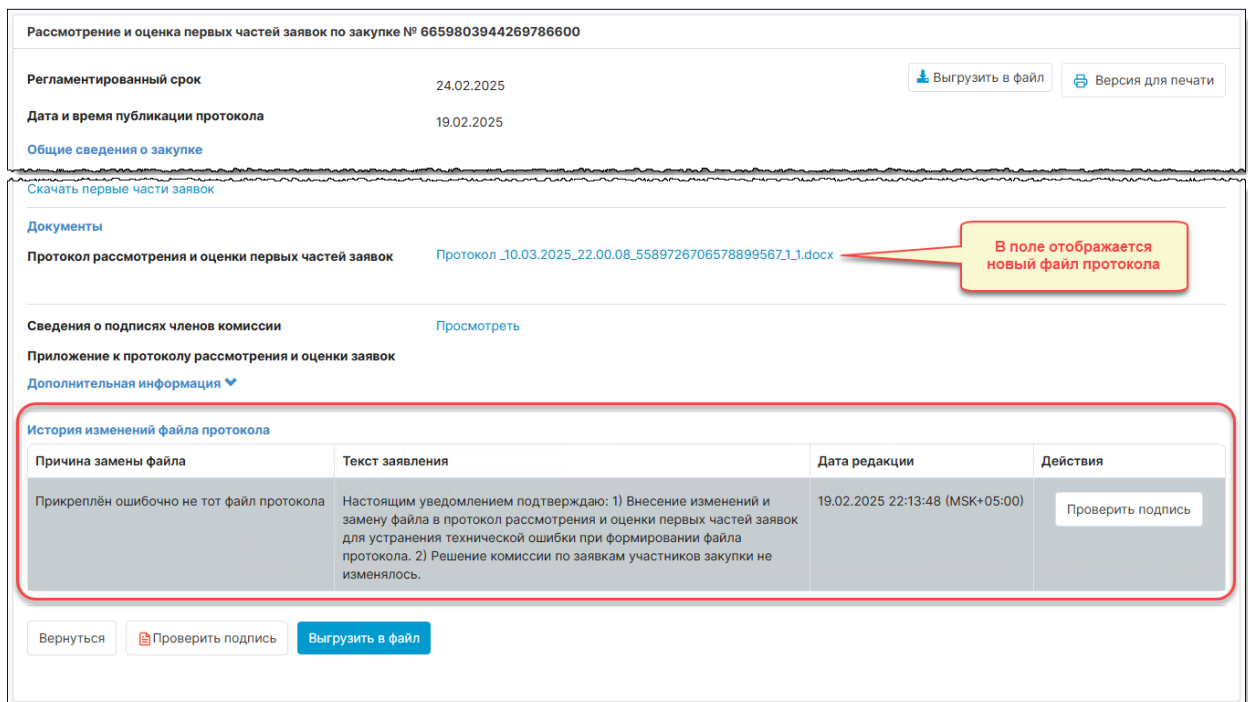 Рассмотрение и оценка первых частей заявок по закупке № 6659803944269786600
Регламентированный срок
24.02.2025
Выгрузить в файл
Версия для печати
Дата и время публикации протокола
19.02.2025
Общие сведения о закупке
Скачать первые части заявок
Документы
Протокол рассмотрения и оценки первых частей заявок
Протокол _10.03.2025_22.00.08_5589726706578899567_1_1.docx
В поле отображается
новый файл протокола
Сведения о подписях членов комиссии
Просмотреть
Приложение к протоколу рассмотрения и оценки заявок
Дополнительная информация
История изменений файла протокола
Причина замены файла
Текст заявления
Дата редакции
Действия
Прикреплён ошибочно не тот файл протокола
Настоящим уведомлением подтверждаю: 1) Внесение изменений и
замену файла в протокол рассмотрения и оценки первых частей заявок
для устранения технической ошибки при формировании файла
протокола. 2) Решение комиссии по заявкам участников закупки не
изменялось.
19.02.2025 22:13:48 (MSK+05:00)
Проверить подпись
Вернуться
Проверить подпись
Выгрузить в файл